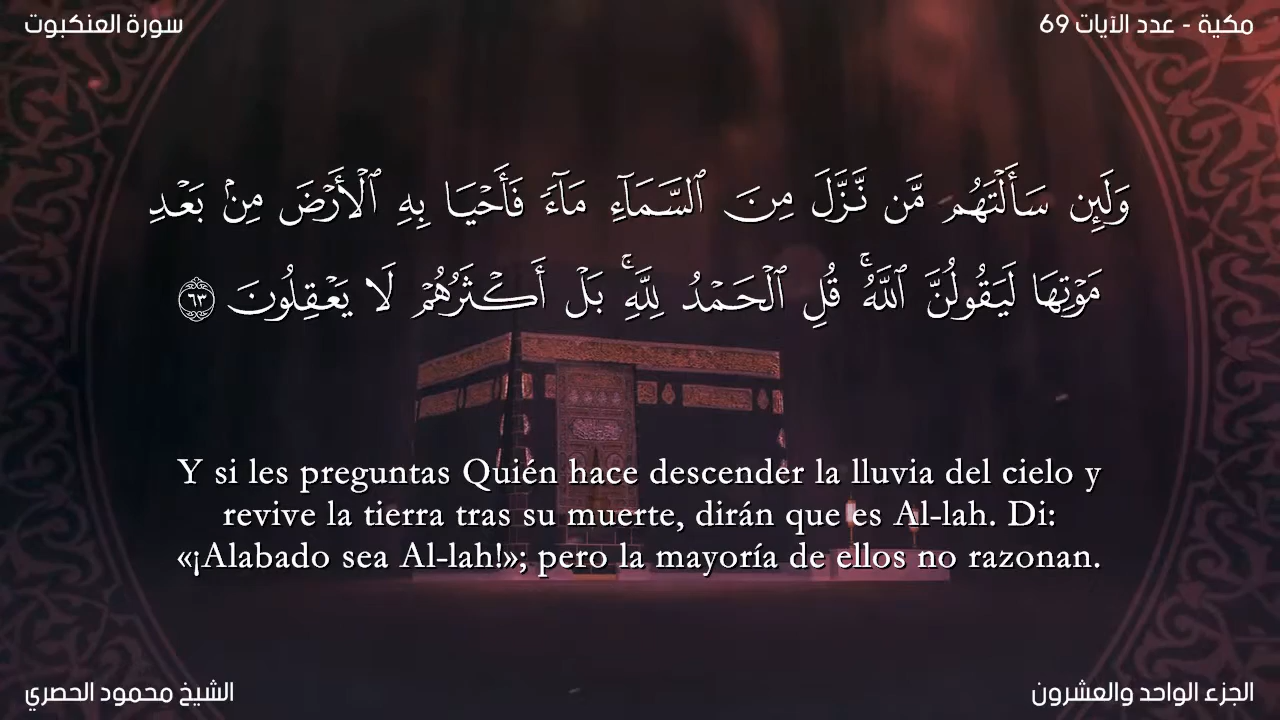 سورة العنكبوت
مكية - عدد الآيات 69
وَلَئِن سَأَلْتَهُم مَّن نَّزَّلَ مِنَ ٱلسَّمَآءِ مَآءً فَأَحْيَا بِهِ ٱلْأَرْضَ مِنۢ بَعْدِ
مَوْتِهَا لَيَقُولُنَّ ٱللَّهُ ۚ قُلِ ٱلْحَمْدُ لِلَّهِ ۚ بَلْ أَكْثَرُهُمْ لَا يَعْقِلُونَ ٦٣
Y si les preguntas Quién hace descender la lluvia del cielo y
revive la tierra tras su muerte, dirán que es Al-lah. Di:
«¡Alabado sea Al-lah!»; pero la mayoría de ellos no razonan.
الشيخ محمود الحصري
الجزء الواحد والعشرون